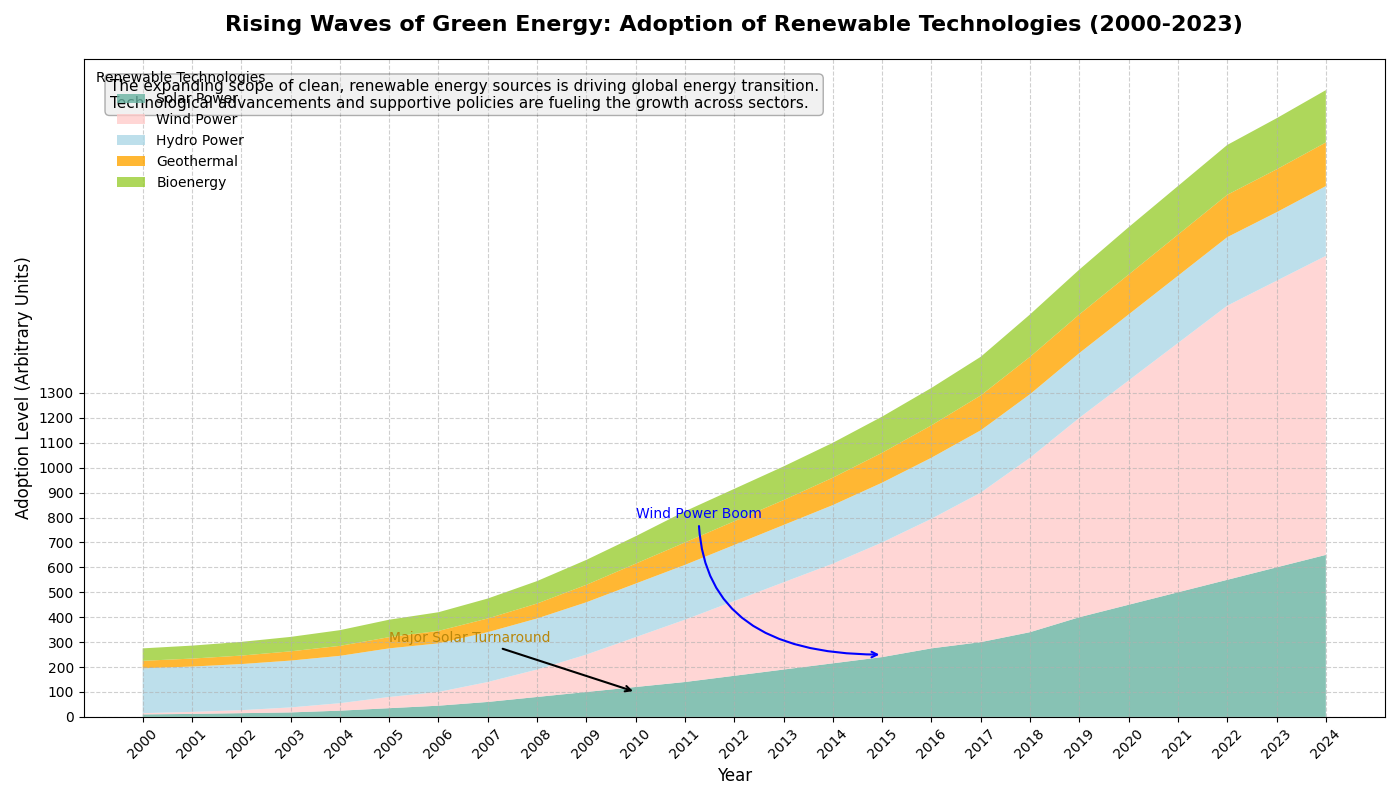 Rising Waves of Green Energy: Adoption of Renewable Technologies (2000-2023)
Renewable Technologies
The expanding scope of clean, renewable energy sources is driving global energy transition.
Technological advancements and supportive policies are fueling the growth across sectors.
Solar Power
Wind Power
Hydro Power
Geothermal
Bioenergy
Adoption Level (Arbitrary Units)
1300
1200
1100
1000
900
800
700
600
500
400
300
200
100
0
Wind Power Boom
Major Solar Turnaround
2000 2001 2002 2003 2004 2005 2006 2007 2008 2009 2010 2011 2012 2013 2014 2015 2016 2017 2018 2019 2020 2021 2022 2023 2024
Year